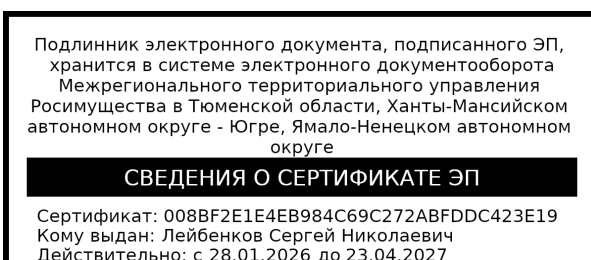 Подлинник электронного документа, подписанного ЭП,
хранится в системе электронного документооборота
Межрегионального территориального управления
Росимущества в Тюменской области, Ханты-Мансийском
автономном округе - Югре, Ямало-Ненецком автономном
округе
СВЕДЕНИЯ О СЕРТИФИКАТЕ ЭП
Сертификат: 008BF2E1E4EB984C69C272ABFDDC423E19
Кому выдан: Лейбенков Сергей Николаевич
Действительно: с 28.01.2026 до 23.04.2027